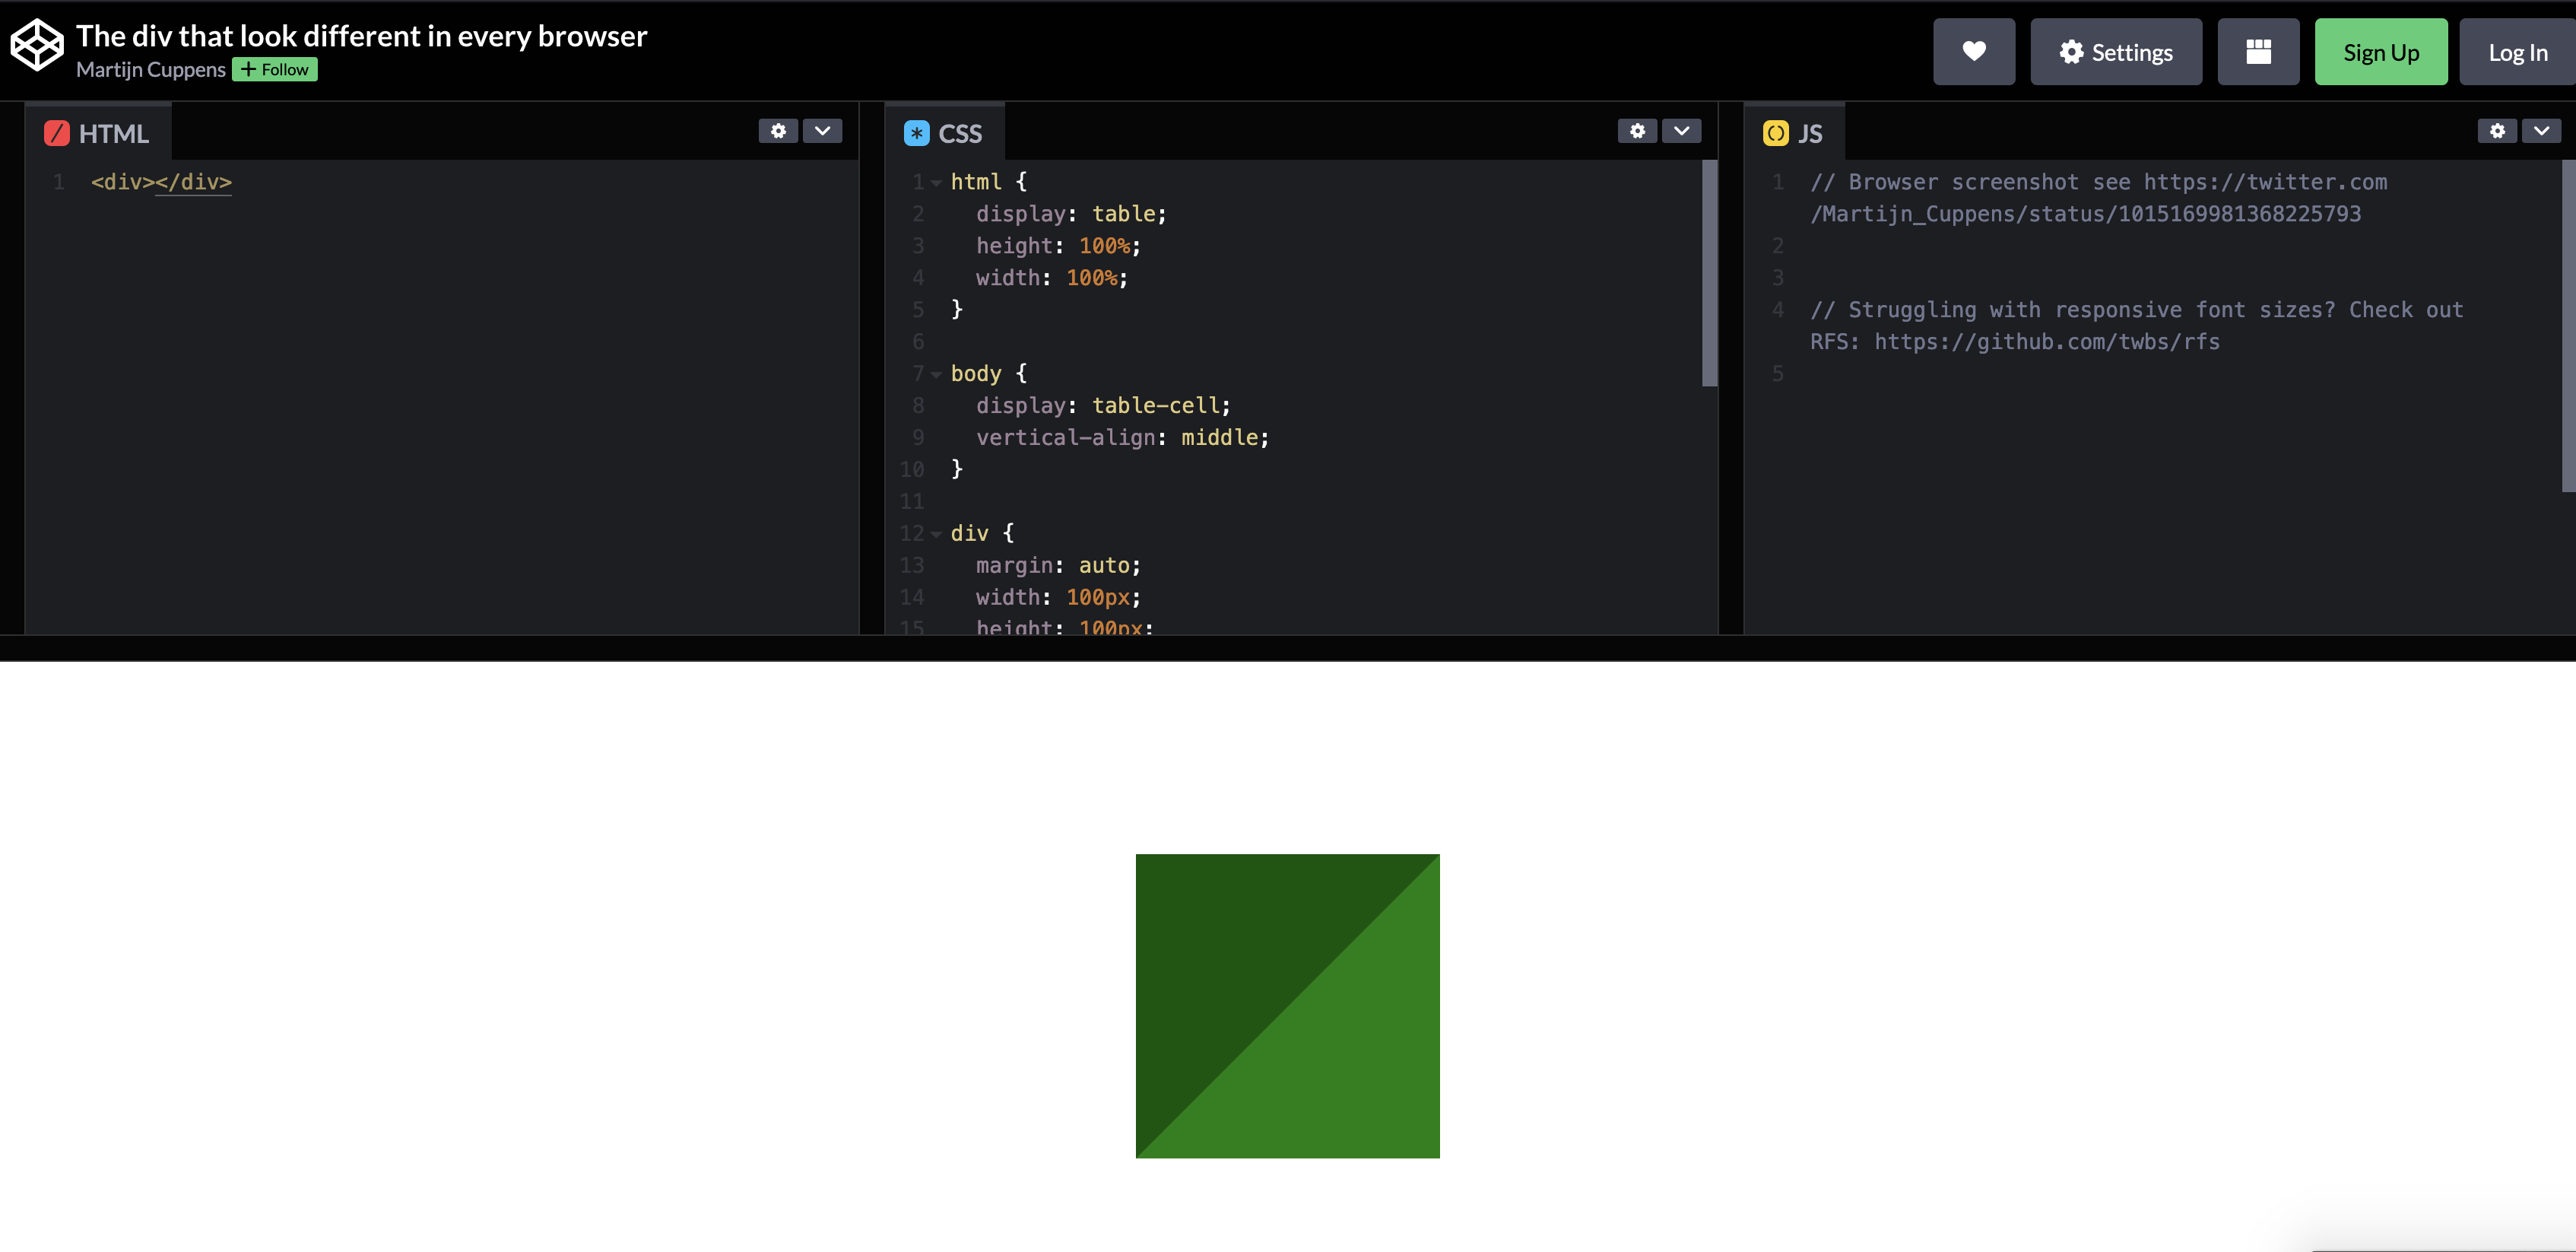 The div that look different in every browser
Martijn Cuppens + Follow
Settings
Sign Up
Log In
HTML
1 <div></div>
CSS
1 html {
2 display: table;
3 height: 100%;
4 width: 100%;
5 }
6
7 body {
8 display: table-cell;
9 vertical-align: middle;
10 }
11
12 div {
13 margin: auto;
14 width: 100px;
15 height: 100px;
JS
1 // Browser screenshot see https://twitter.com
/Martijn_Cuppens/status/1015169981368225793
2
3
4 // Struggling with responsive font sizes? Check out
RFS: https://github.com/twbs/rfs
5